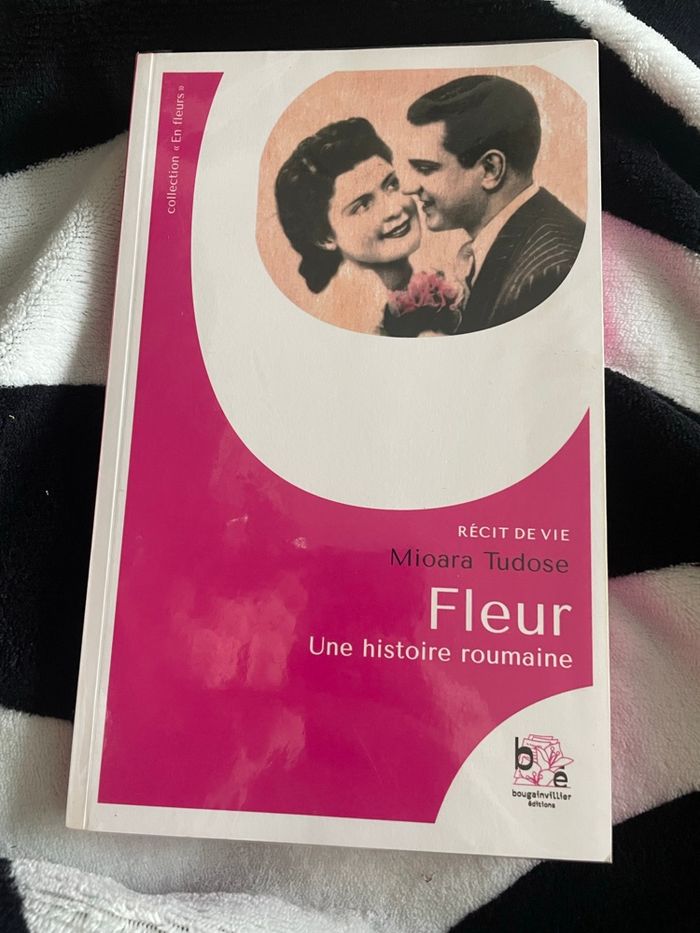 collection « En fleurs »
RÉCIT DE VIE
Mioara Tudose
Fleur
Une histoire roumaine
b
é
bougainvillier
éditions